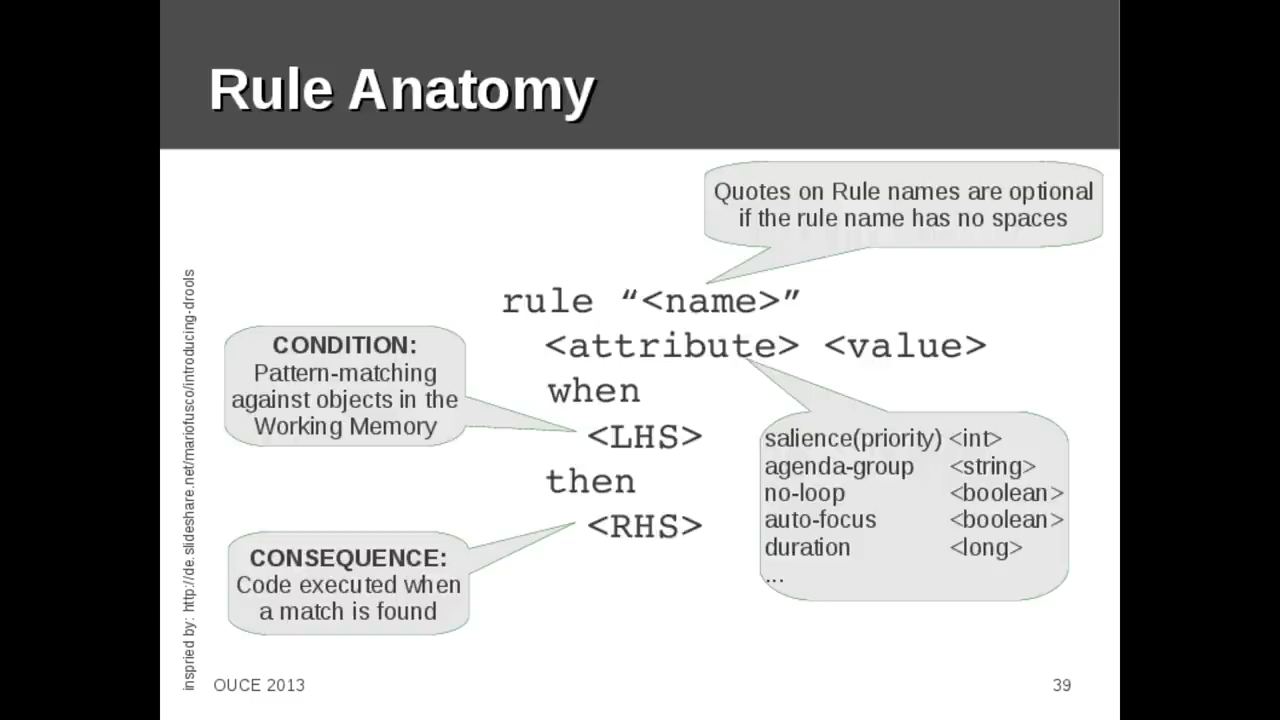 Rule Anatomy
Quotes on Rule names are optional
if the rule name has no spaces
rule “<name>”
<attribute> <value>
when
<LHS>
then
<RHS>
CONDITION:
Pattern-matching
against objects in the
Working Memory
salience(priority) <int>
agenda-group <string>
no-loop <boolean>
auto-focus <boolean>
duration <long>
...
CONSEQUENCE:
Code executed when
a match is found
inspried by: http://de.slideshare.net/mariofusco/introducing-drools
OUCE 2013
39